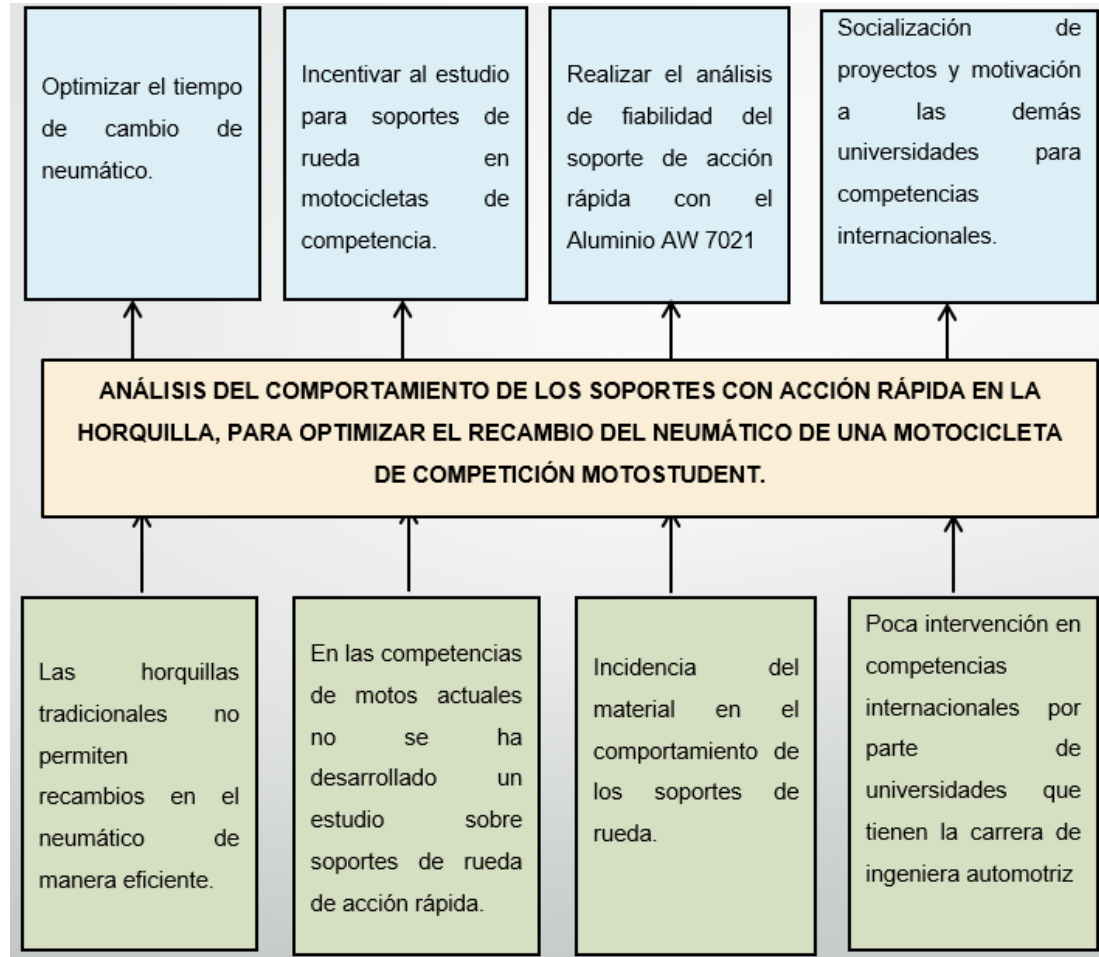 Optimizar el tiempo
de cambio de
neumático.
Incentivar al estudio
para soportes de
rueda en
motocicletas de
competencia.
Realizar el análisis
de fiabilidad del
soporte de acción
rápida con el
Aluminio AW 7021
Socialización de
proyectos y motivación
a las demás
universidades para
competencias
internacionales.
ANÁLISIS DEL COMPORTAMIENTO DE LOS SOPORTES CON ACCIÓN RÁPIDA EN LA
HORQUILLA, PARA OPTIMIZAR EL RECAMBIO DEL NEUMÁTICO DE UNA MOTOCICLETA
DE COMPETICIÓN MOTOSTUDENT.
Las horquillas
tradicionales no
permiten
recambios en el
neumático de
manera eficiente.
En las competencias
de motos actuales
no se ha
desarrollado un
estudio sobre
soportes de rueda
de acción rápida.
Incidencia del
material en el
comportamiento de
los soportes de
rueda.
Poca intervención en
competencias
internacionales por
parte de
universidades que
tienen la carrera de
ingeniera automotriz